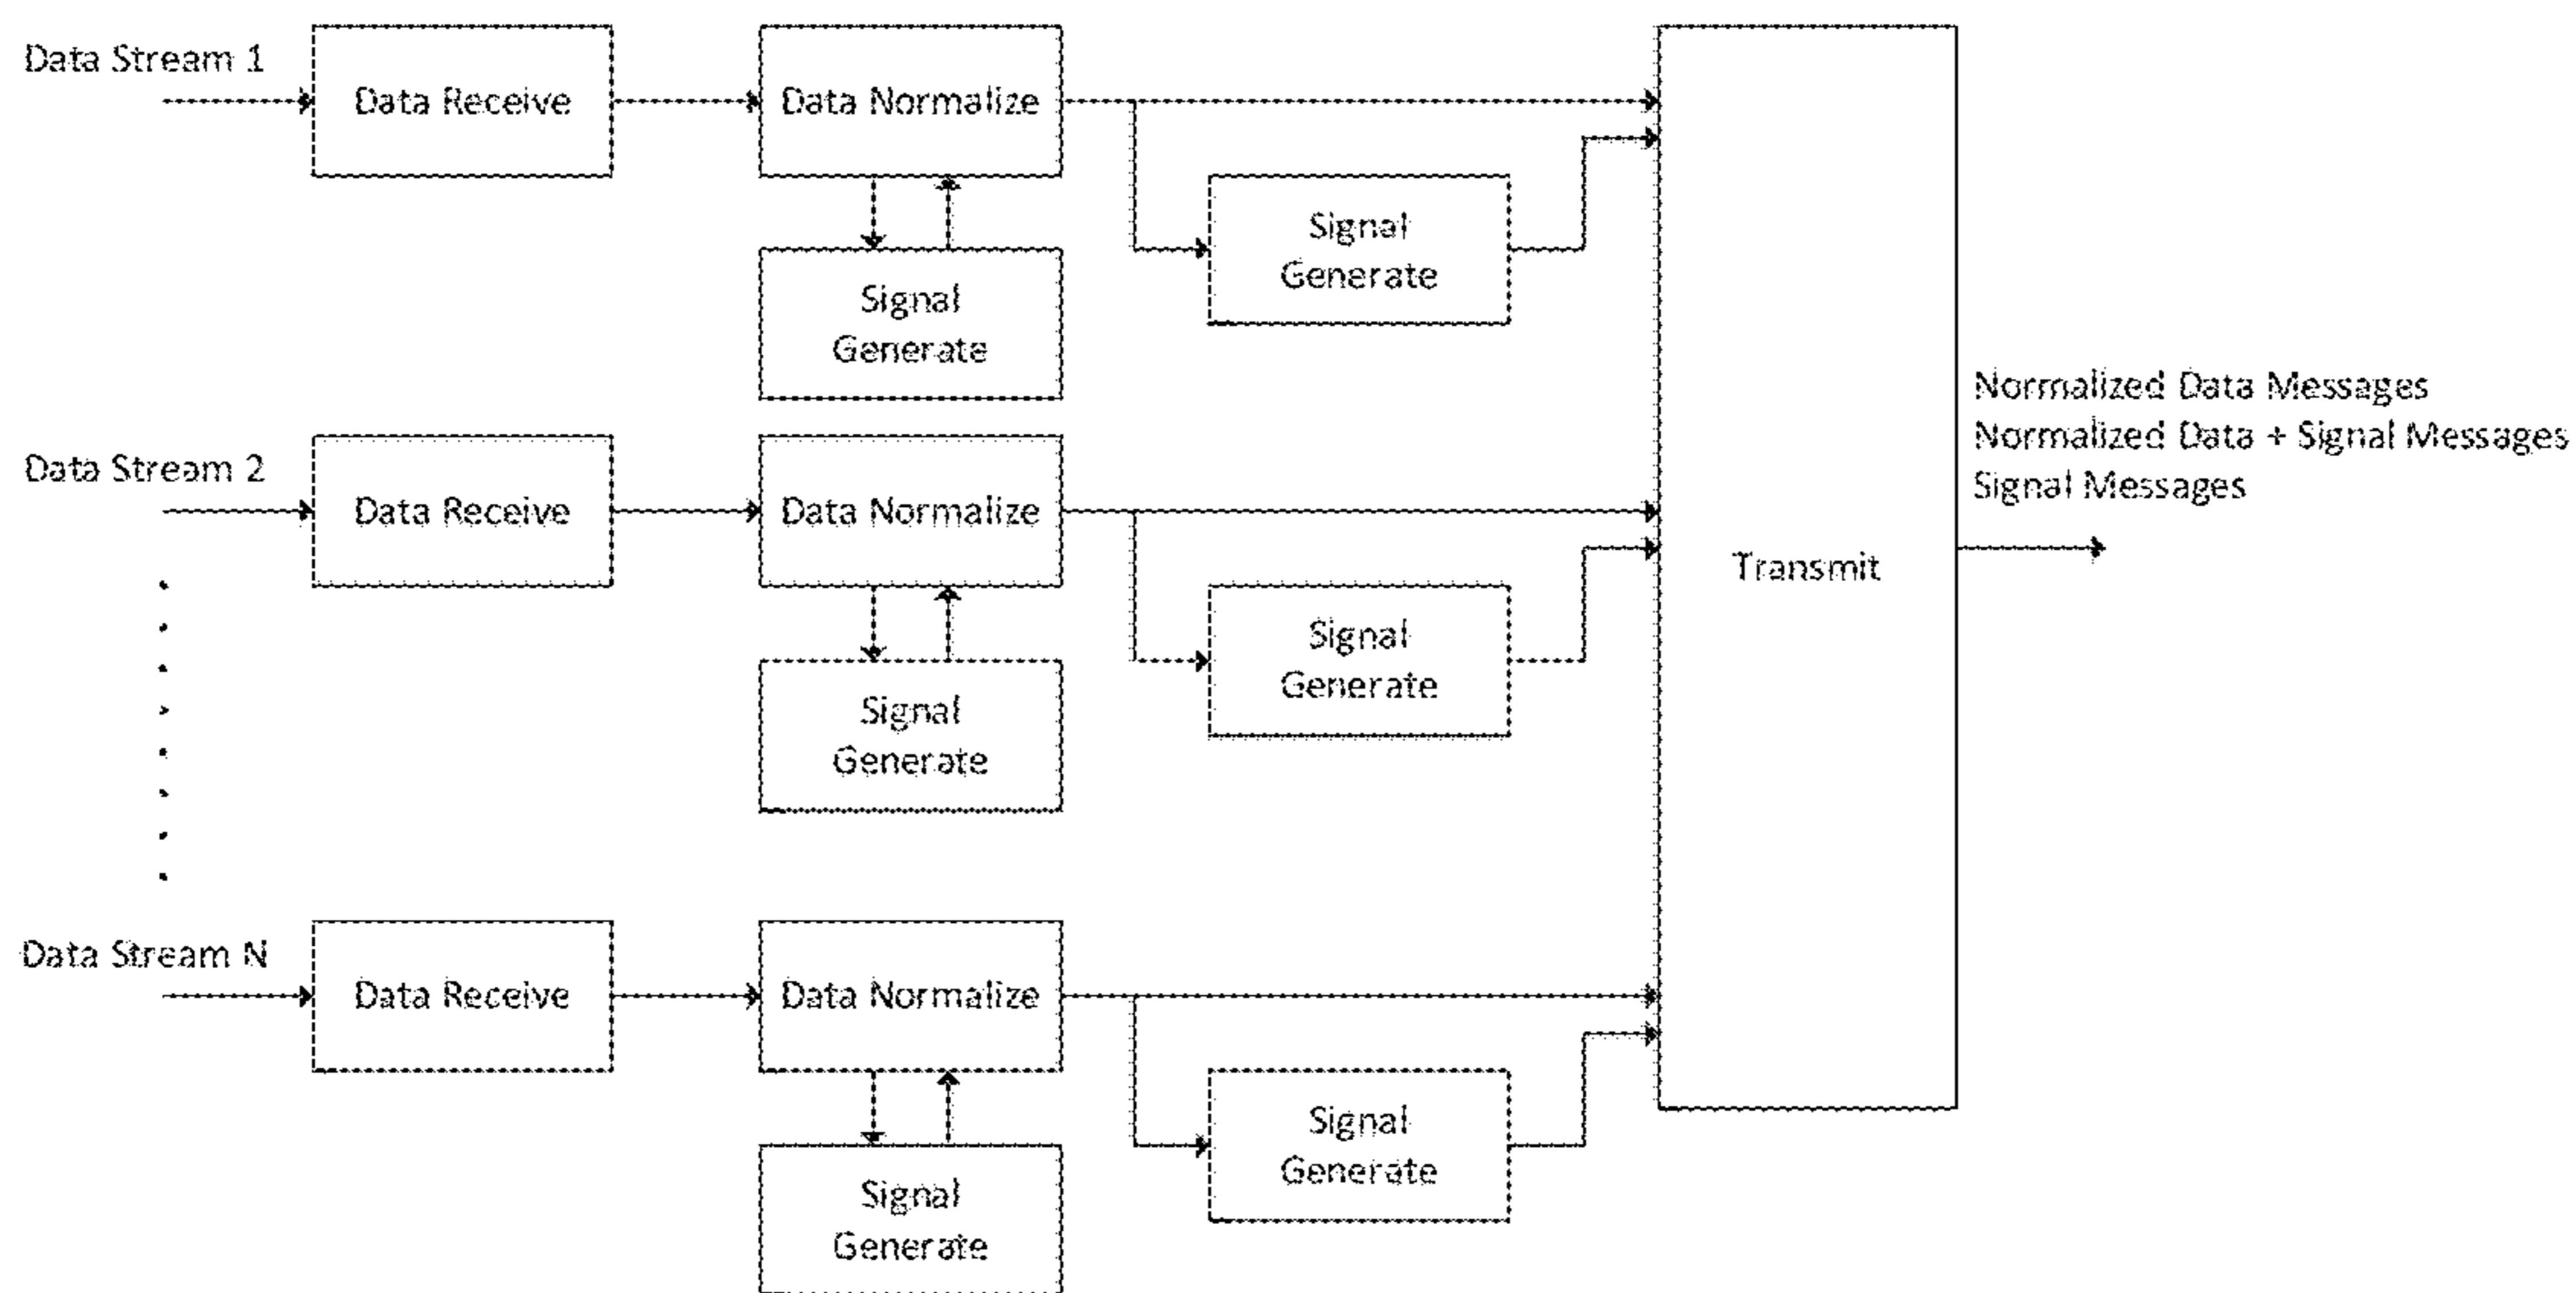 Data Stream 1
Data Receive
Data Normalize
Signal
Generate
Signal
Generate
Data Stream 2
Data Receive
Data Normalize
Signal
Generate
Signal
Generate
Transmit
Normalized Data Messages
Normalized Data + Signal Messages
Signal Messages
Data Stream N
Data Receive
Data Normalize
Signal
Generate
Signal
Generate